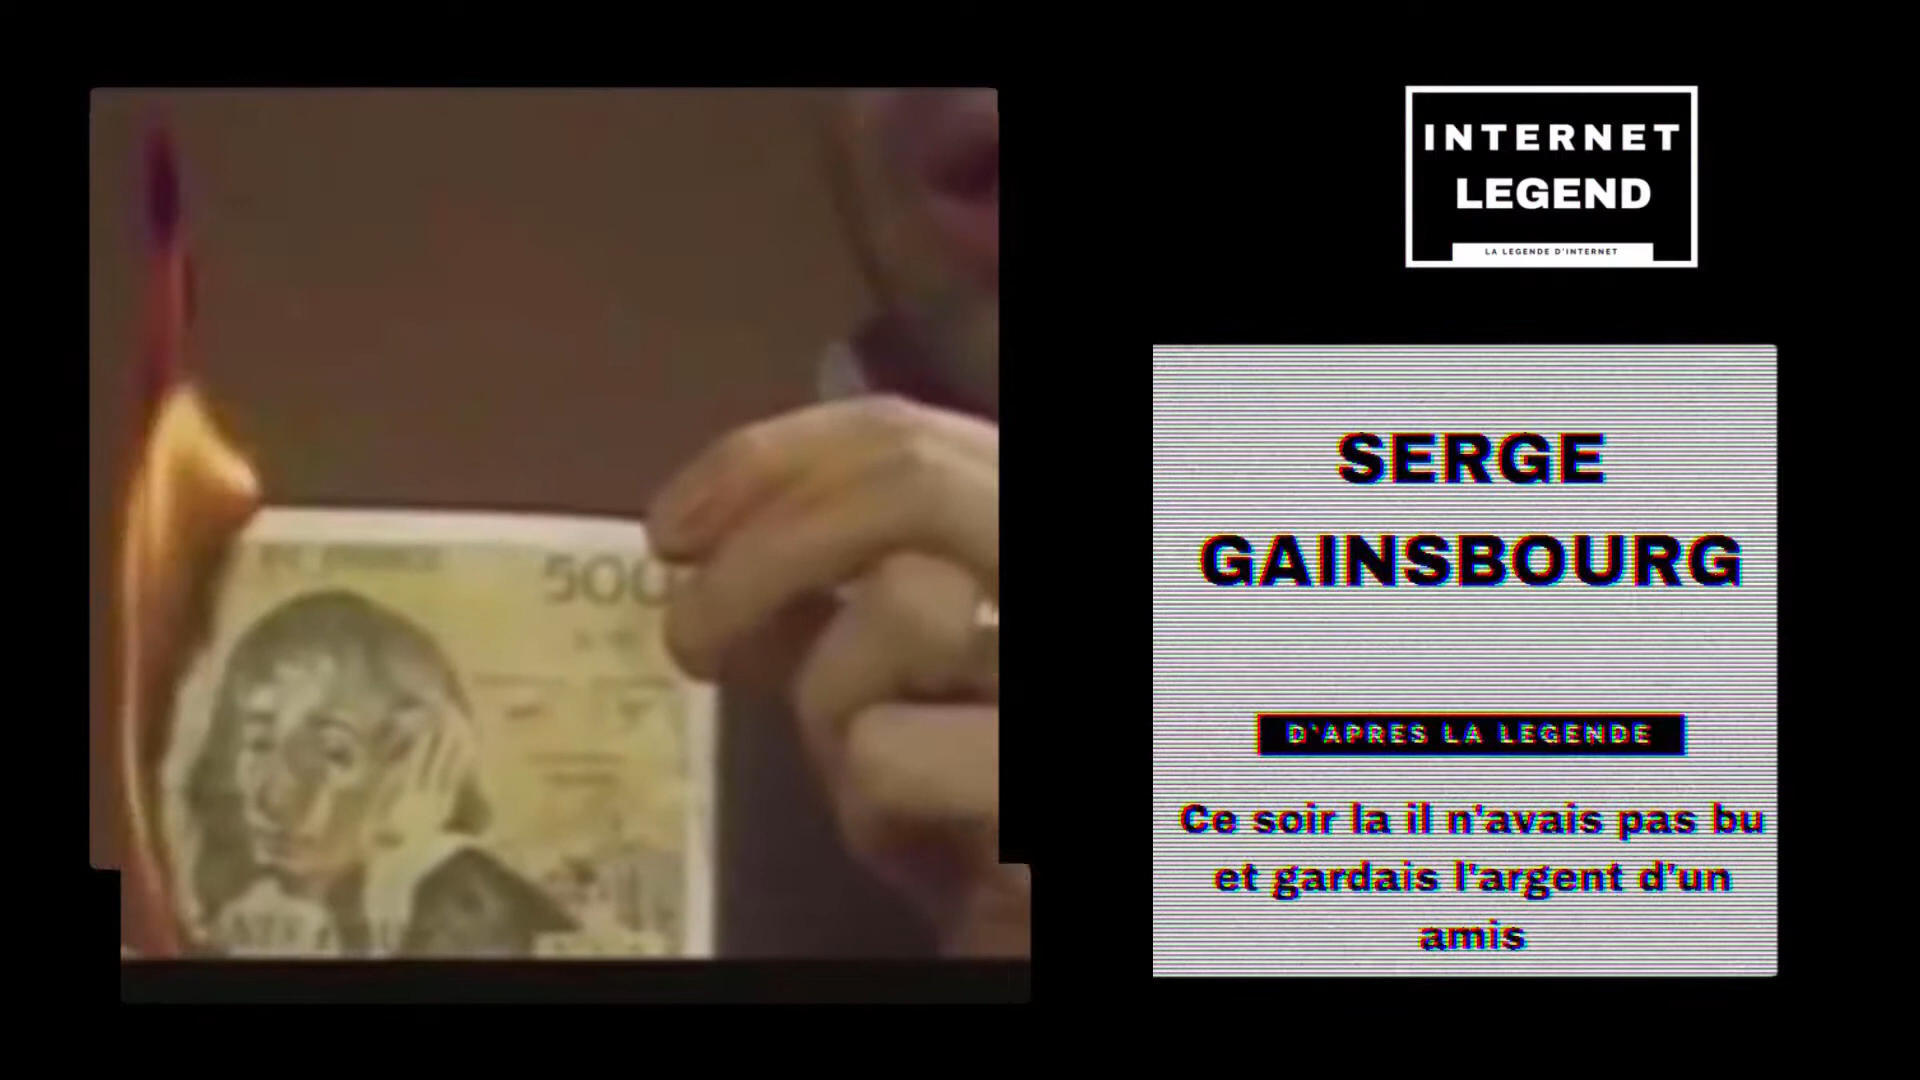 INTERNET
LEGEND
LA LEGENDE D'INTERNET
500
SERGE
GAINSBOURG
D'APRES LA LEGENDE
Ce soir la il n'avais pas bu
et gardais l'argent d'un
amis